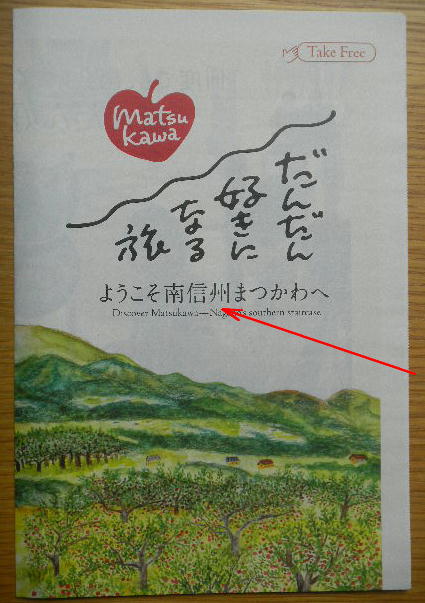 Take Free
Matsu
Kawa
だんだん
好きに
なる
旅
ようこそ南信州まつかわへ
Discover Matsukawa—Nagano's southern staircase